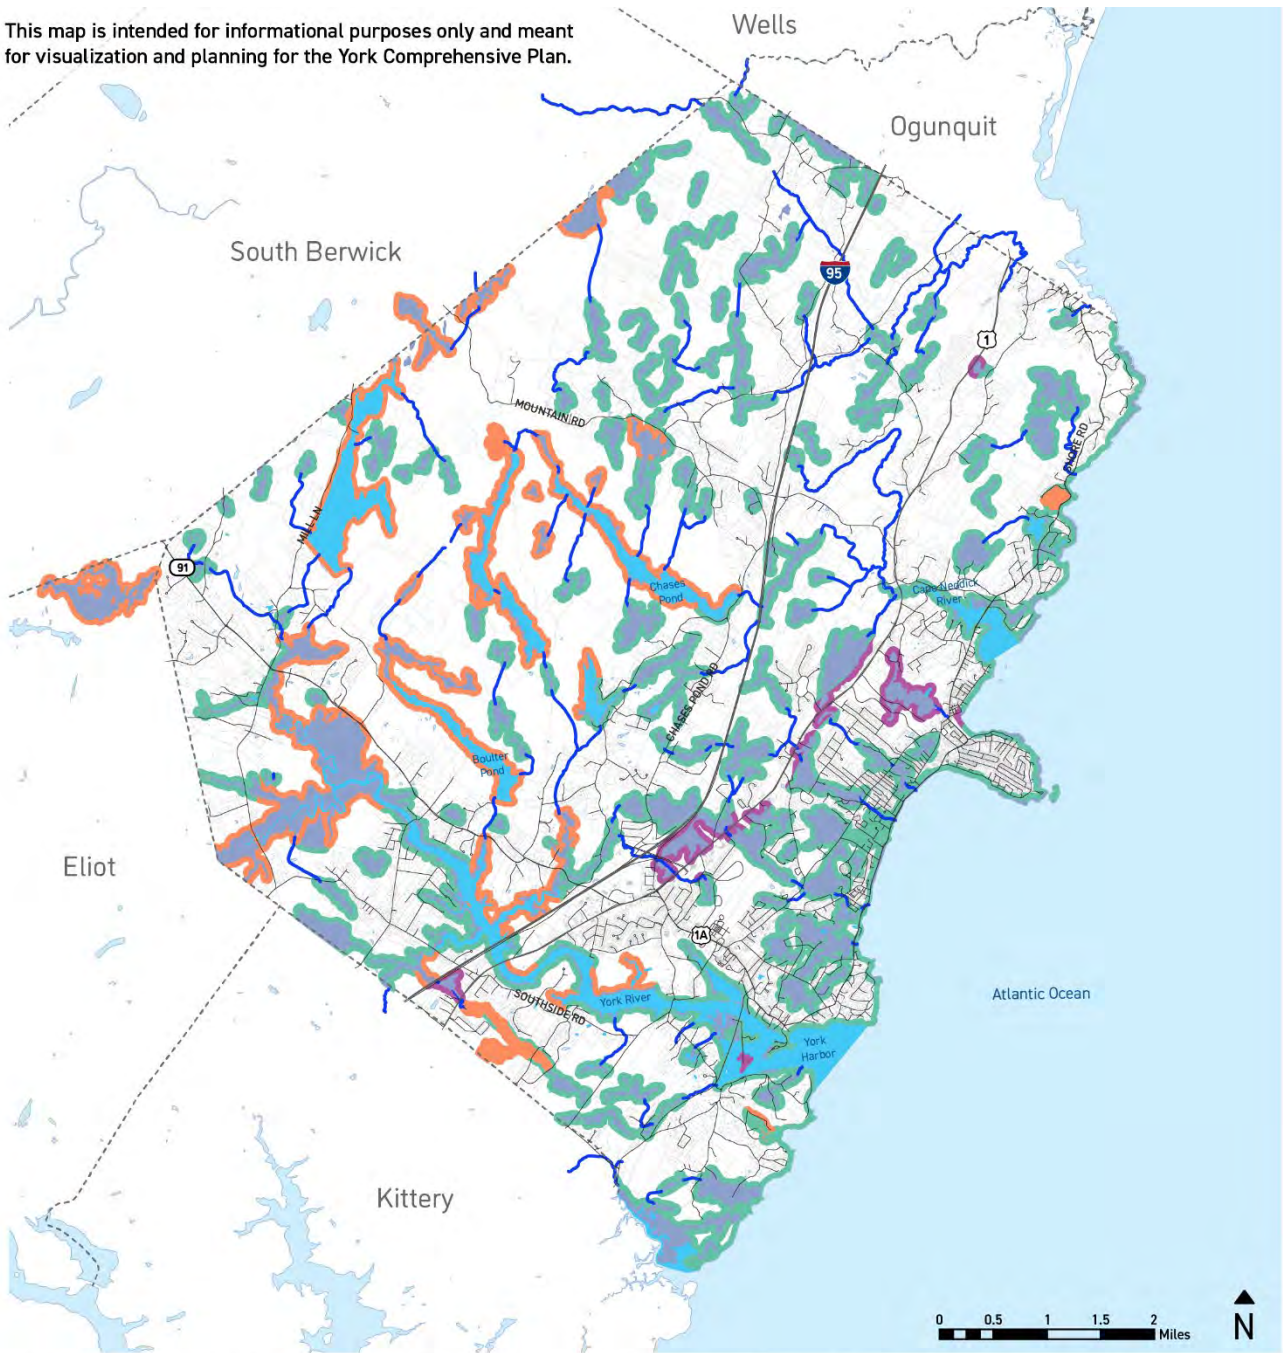 This map is intended for informational purposes only and meant
for visualization and planning for the York Comprehensive Plan.
Wells
Ogunquit
South Berwick
95
1
MOUNTAIN RD
SHORE RD
MILL LN
91
Chases
Pond
Cape Neddick
River
CHASES POND RD
Boulter
Pond
Eliot
1A
Atlantic Ocean
York River
SOUTHSIDE RD
York
Harbor
Kittery
0 0.5 1 1.5 2
Miles
N